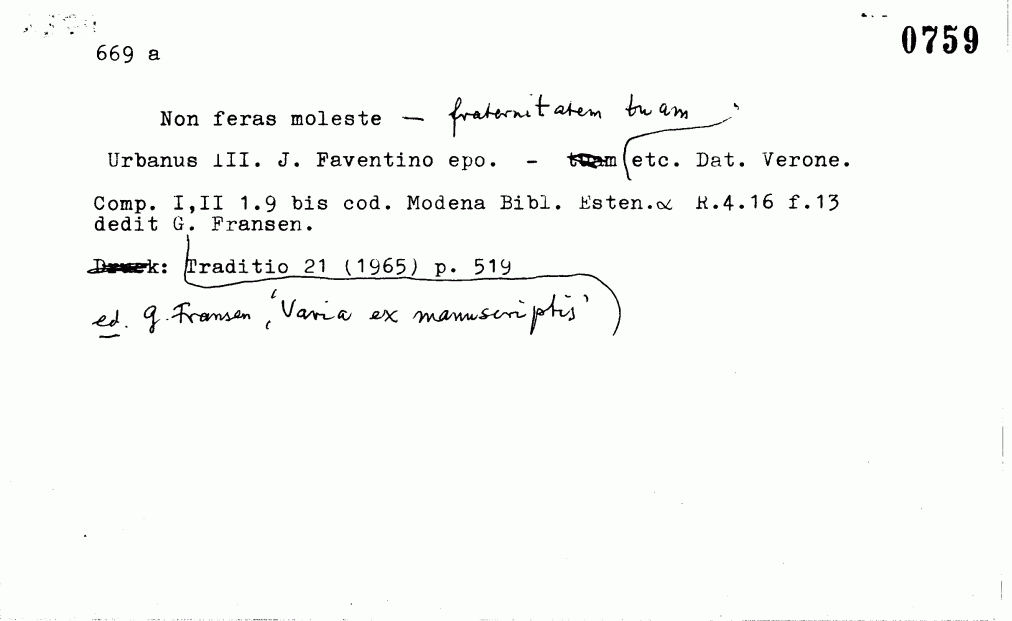 0759
669 a
Non feras moleste — fraternitatem tuam
Urbanus III. J. Faventino epo. - tuam etc. Dat. Verone.
Comp. I,II 1.9 bis cod. Modena Bibl. Esten.α R.4.16 f.13
dedit G. Fransen.
Druck: Traditio 21 (1965) p. 519
ed. G. Fransen, 'Varia ex manuscriptis'